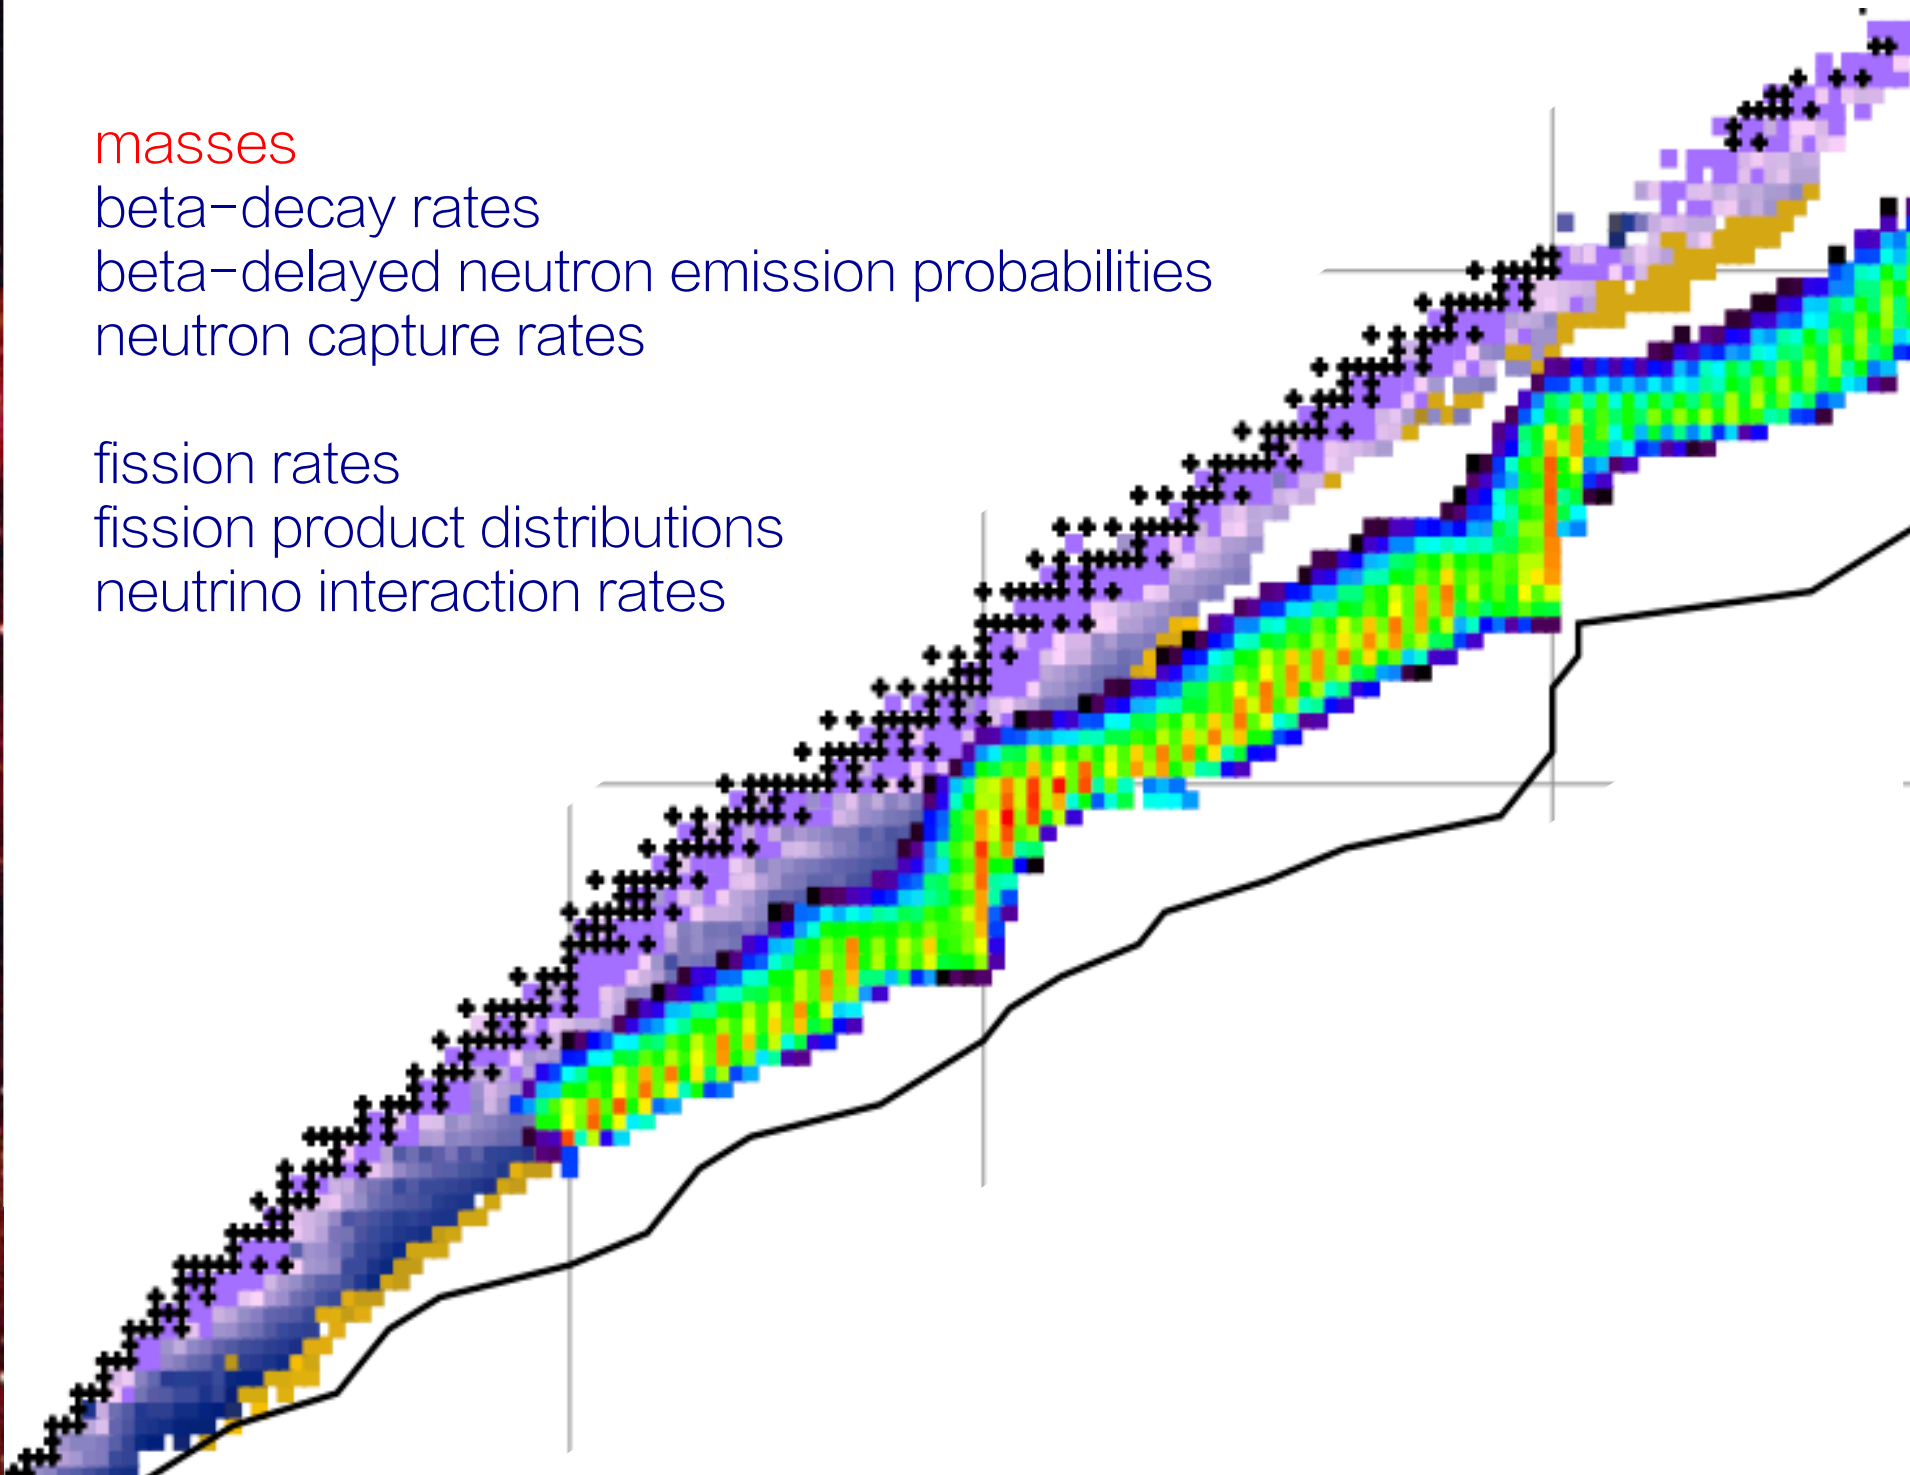 masses
beta-decay rates
beta-delayed neutron emission probabilities
neutron capture rates
fission rates
fission product distributions
neutrino interaction rates